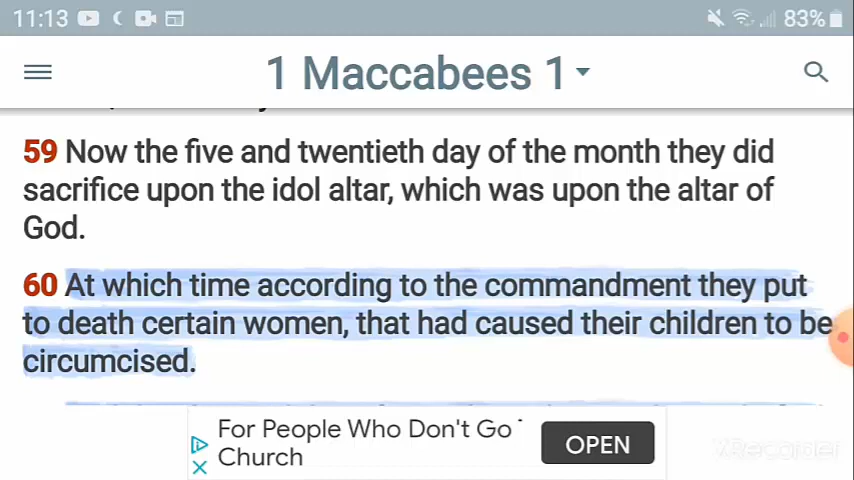 11:13 83%
1 Maccabees 1
59 Now the five and twentieth day of the month they did
sacrifice upon the idol altar, which was upon the altar of
God.
60 At which time according to the commandment they put
to death certain women, that had caused their children to be
circumcised.
For People Who Don't Go
Church
OPEN
XRecorder